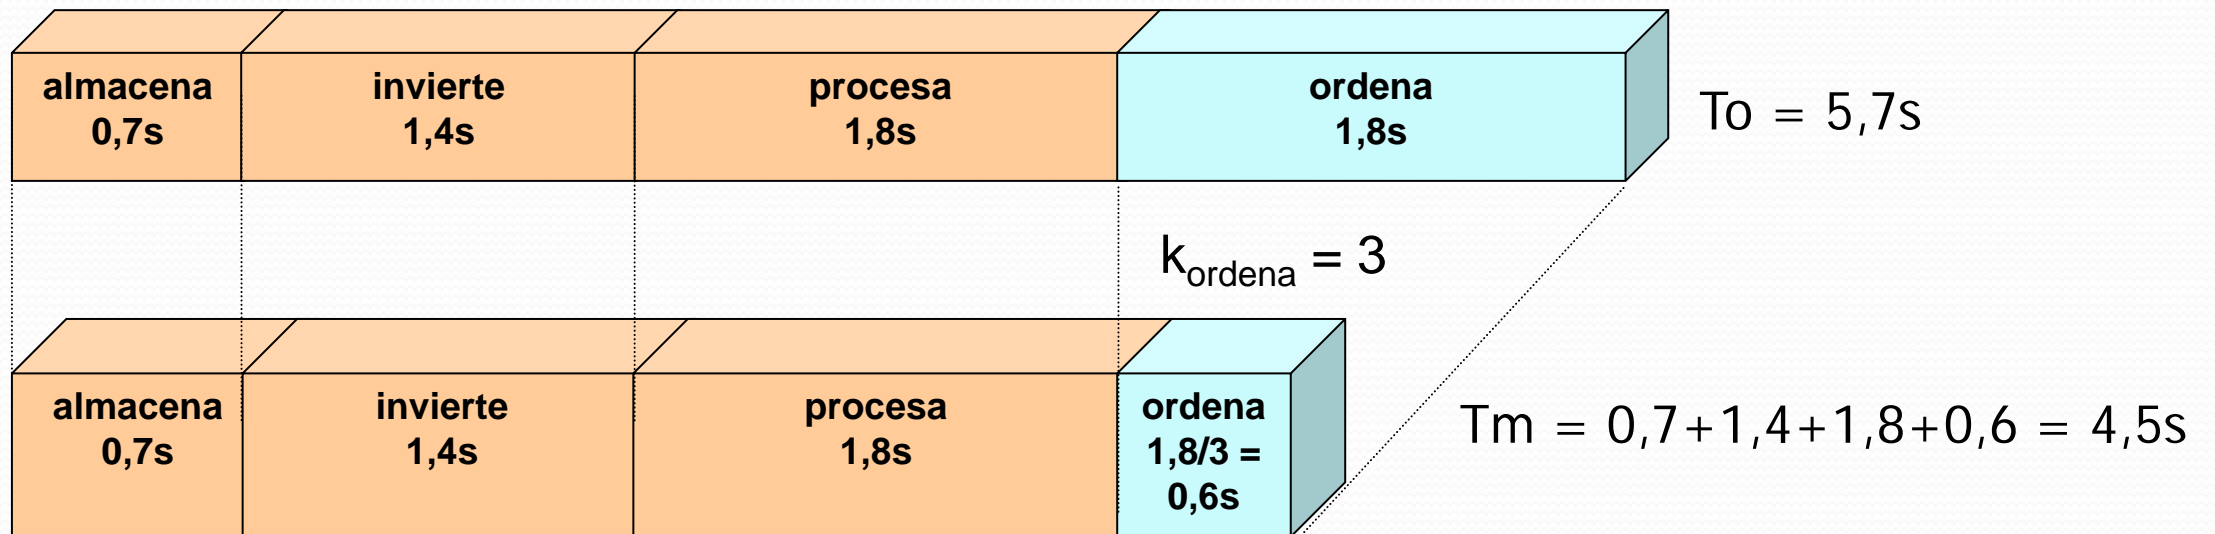 almacena
0,7s
invierte
1,4s
procesa
1,8s
ordena
1,8s
To = 5,7s
kordena = 3
almacena
0,7s
invierte
1,4s
procesa
1,8s
ordena
1,8/3 =
0,6s
Tm = 0,7+1,4+1,8+0,6 = 4,5s